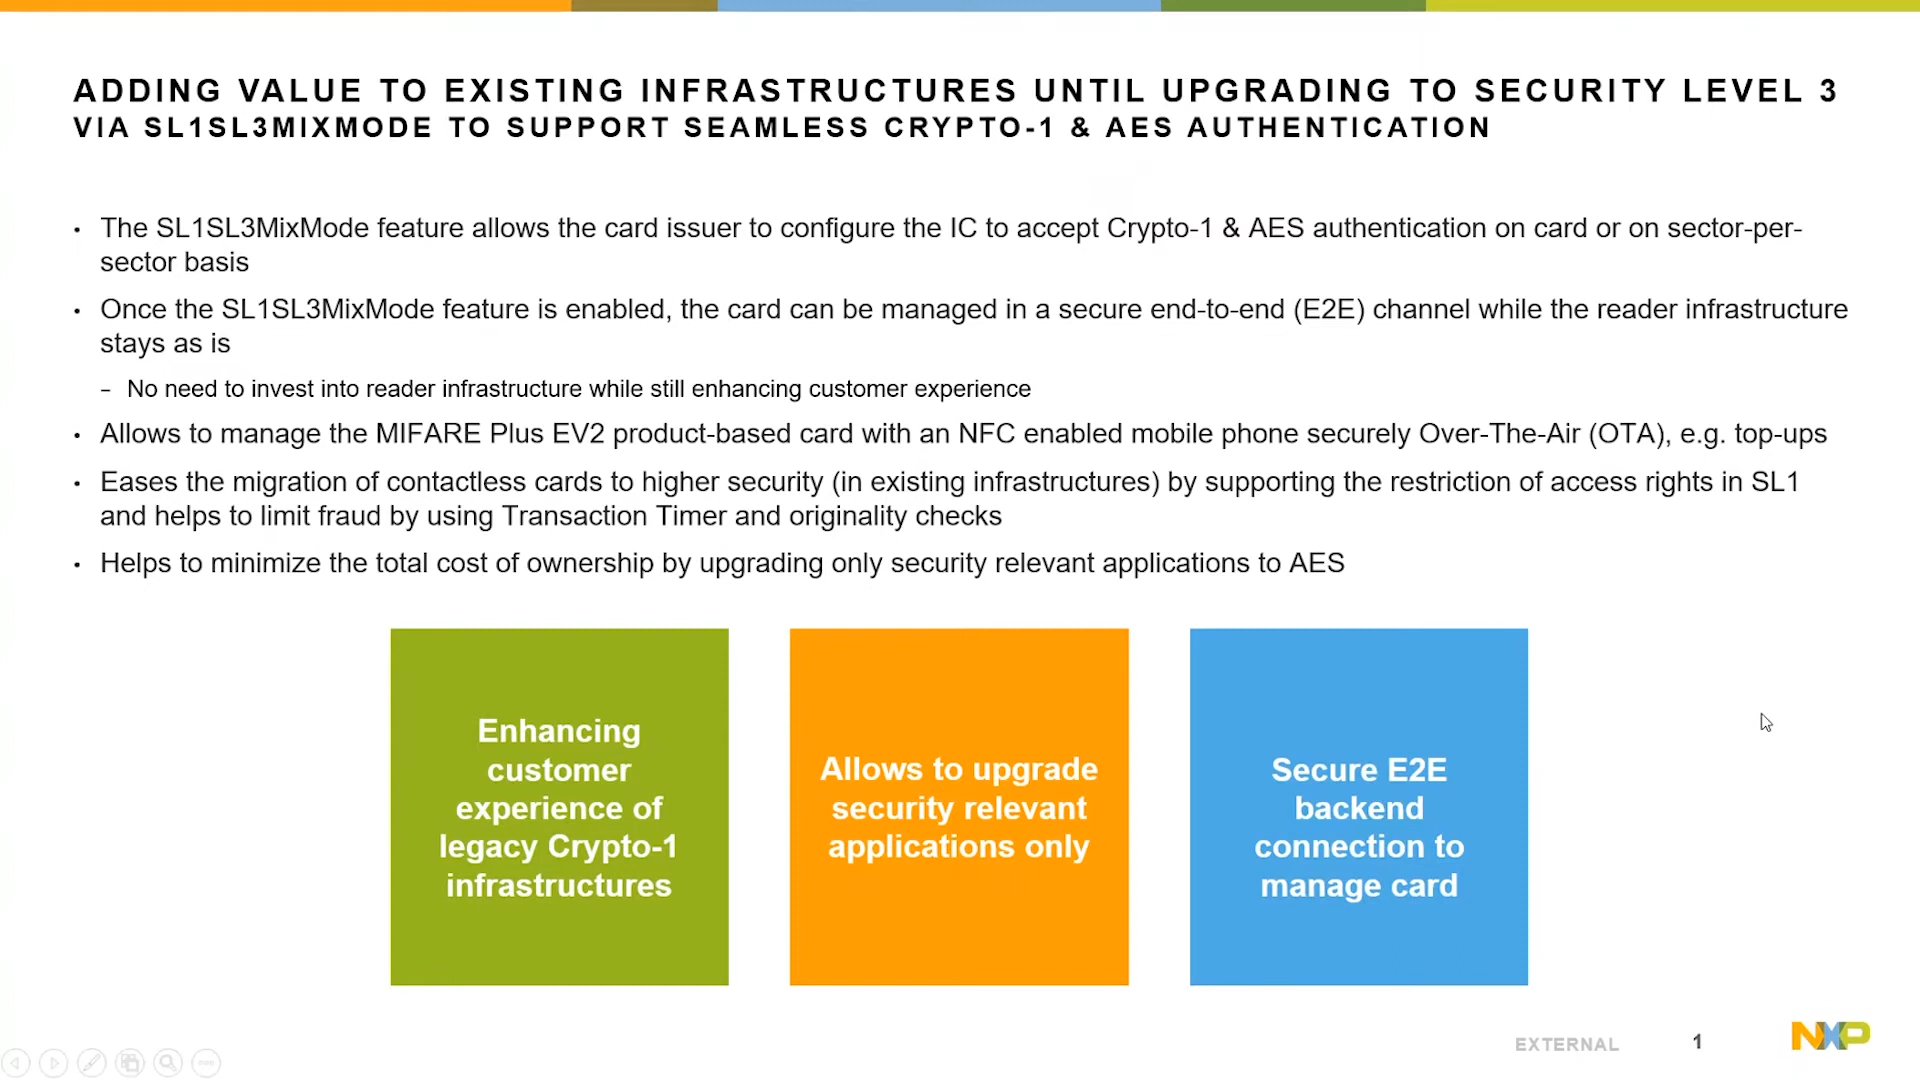 ADDING VALUE TO EXISTING INFRASTRUCTURES UNTIL UPGRADING TO SECURITY LEVEL 3
VIA SL1SL3MIXMODE TO SUPPORT SEAMLESS CRYPTO-1 & AES AUTHENTICATION
• The SL1SL3MixMode feature allows the card issuer to configure the IC to accept Crypto-1 & AES authentication on card or on sector-per-
sector basis
• Once the SL1SL3MixMode feature is enabled, the card can be managed in a secure end-to-end (E2E) channel while the reader infrastructure
stays as is
– No need to invest into reader infrastructure while still enhancing customer experience
• Allows to manage the MIFARE Plus EV2 product-based card with an NFC enabled mobile phone securely Over-The-Air (OTA), e.g. top-ups
• Eases the migration of contactless cards to higher security (in existing infrastructures) by supporting the restriction of access rights in SL1
and helps to limit fraud by using Transaction Timer and originality checks
• Helps to minimize the total cost of ownership by upgrading only security relevant applications to AES
Enhancing
customer
experience of
legacy Crypto-1
infrastructures
Allows to upgrade
security relevant
applications only
Secure E2E
backend
connection to
manage card
EXTERNAL
1
NXP